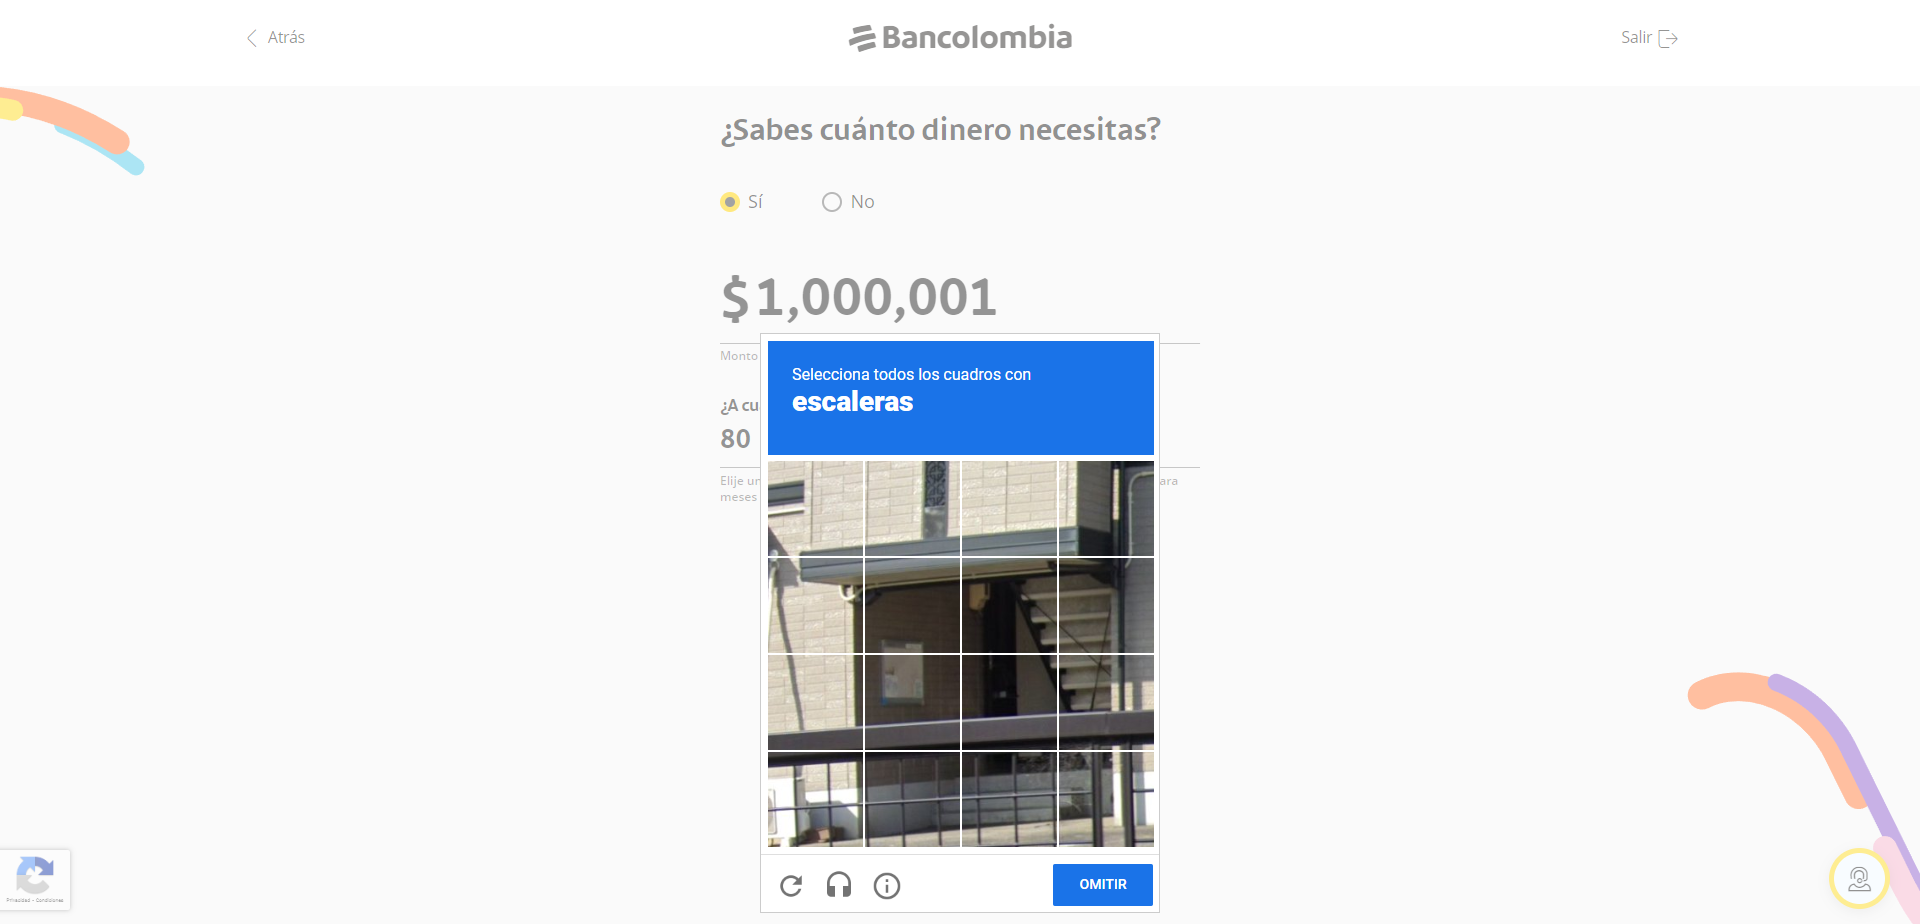 Atrás
Bancolombia
Salir
¿Sabes cuánto dinero necesitas?
Sí
No
$1,000,001
Monto
Selecciona todos los cuadros con
escaleras
¿A cu
80
Elije un
ara
meses
OMITIR
Privacidad - Condiciones